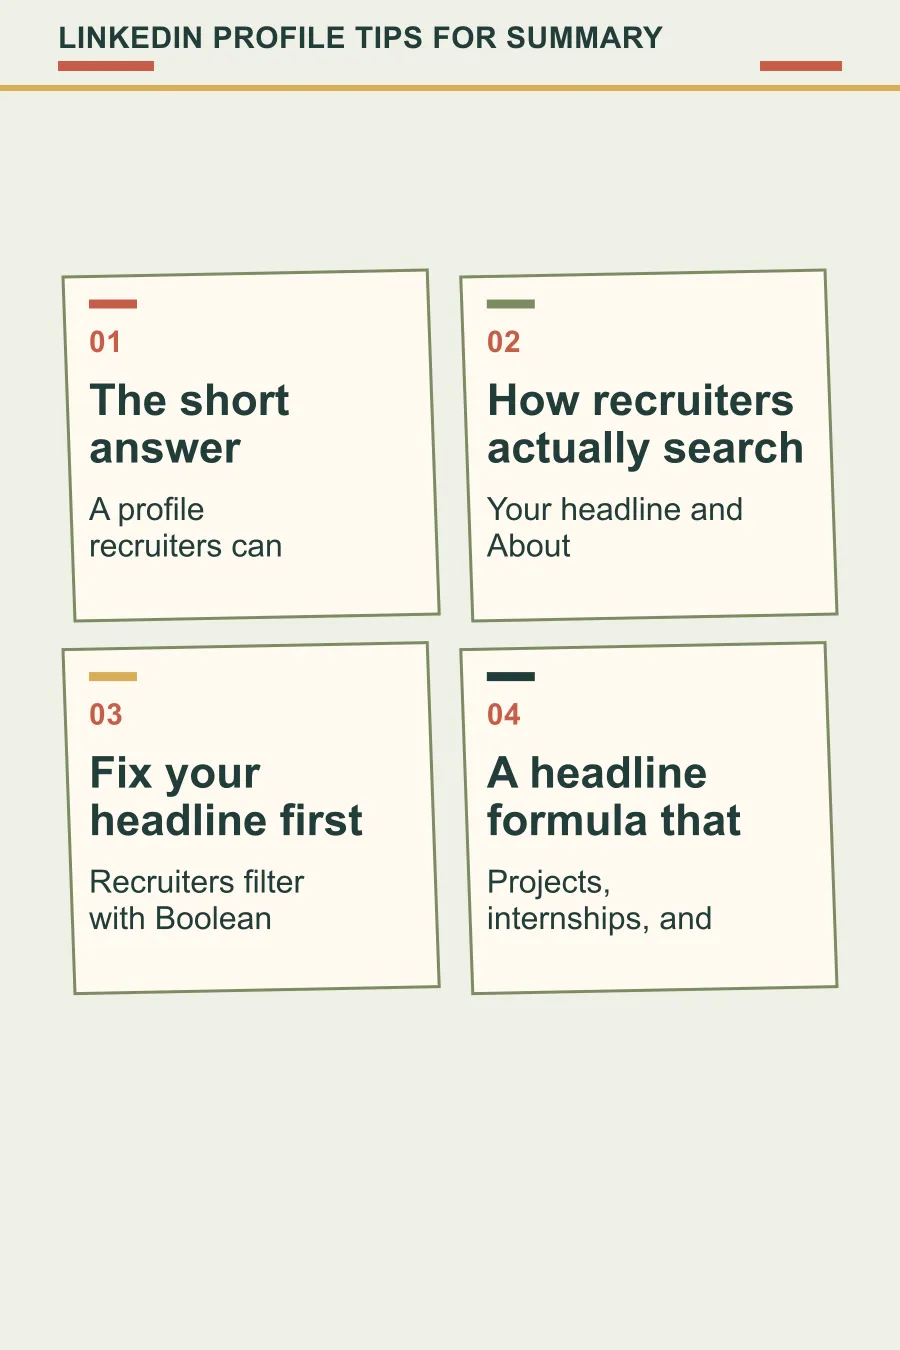 LINKEDIN PROFILE TIPS FOR SUMMARY
01
The short
answer
A profile
recruiters can
02
How recruiters
actually search
Your headline and
About
03
Fix your
headline first
Recruiters filter
with Boolean
04
A headline
formula that
Projects,
internships, and